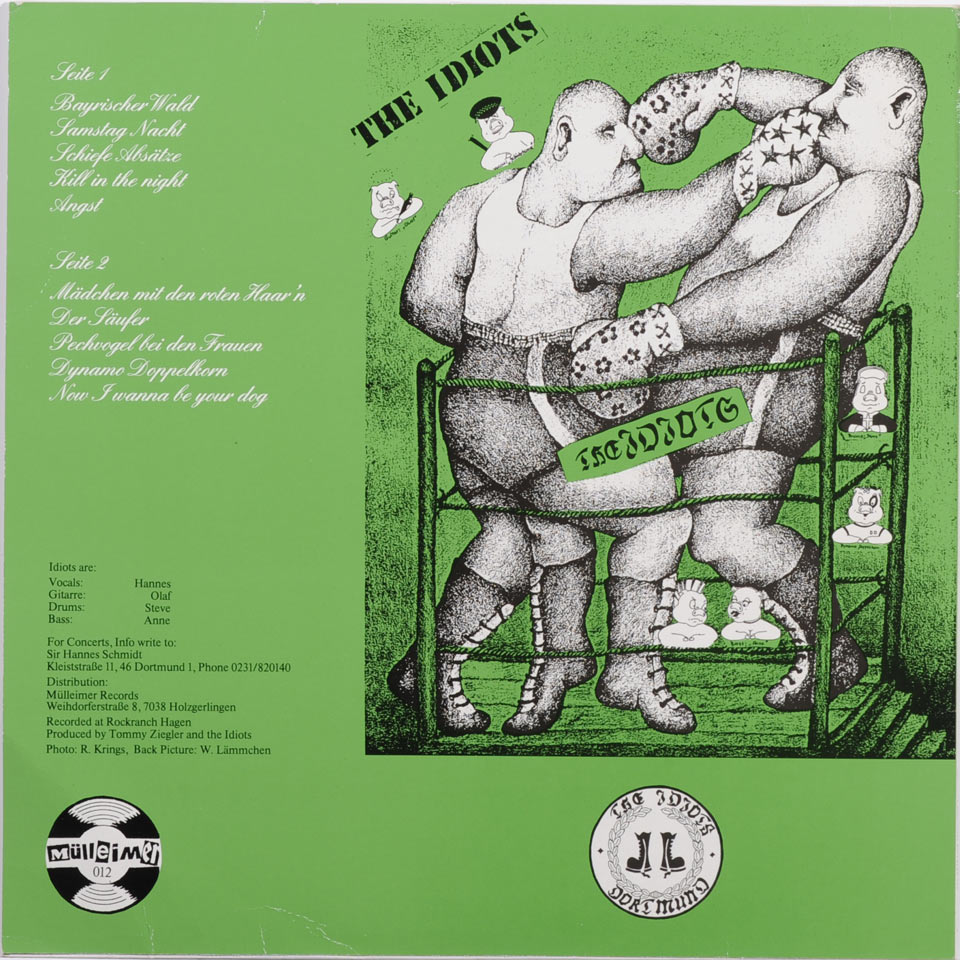 Seite 1
Bayrischer Wald
Samstag Nacht
Schiefe Absätze
Kill in the night
Angst
Seite 2
Mädchen mit den roten Haar'n
Der Säufer
Pechvogel bei den Frauen
Dynamo Doppelkorn
Now I wanna be your dog
THE IDIOTS
THE IDIOTS
Idiots are:
Vocals: Hannes
Gitarre: Olaf
Drums: Steve
Bass: Anne
For Concerts, Info write to:
Sir Hannes Schmidt
Kleiststraße 11, 46 Dortmund 1, Phone 0231/820140
Distribution:
Mülleimer Records
Weihdorferstraße 8, 7038 Holzgerlingen
Recorded at Rockranch Hagen
Produced by Tommy Ziegler and the Idiots
Photo: R. Krings, Back Picture: W. Lämmchen
Mülleimer
012
THE IDIOTS
DORTMUND